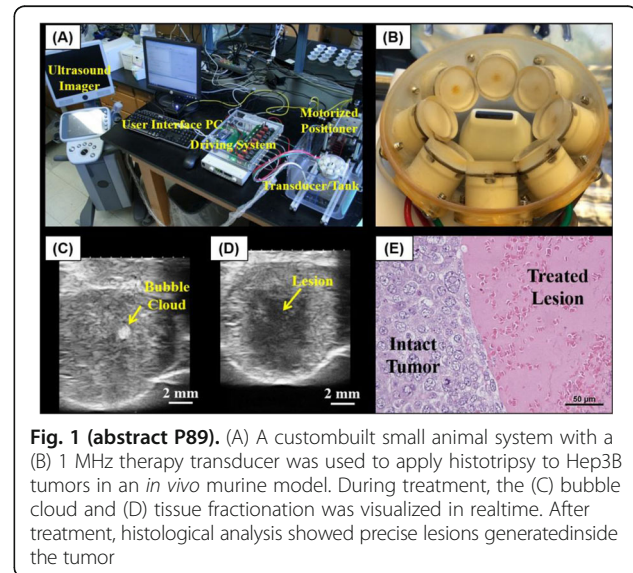 (A)
(B)
Ultrasound
Imager
User Interface PC
Motorized
Positioner
Driving System
Transducer/Tank
(C)
(D)
(E)
Bubble
Cloud
Lesion
Treated
Lesion
Intact
Tumor
2 mm
2 mm
50 µm
Fig. 1 (abstract P89). (A) A custombuilt small animal system with a
(B) 1 MHz therapy transducer was used to apply histotripsy to Hep3B
tumors in an in vivo murine model. During treatment, the (C) bubble
cloud and (D) tissue fractionation was visualized in realtime. After
treatment, histological analysis showed precise lesions generatedinside
the tumor